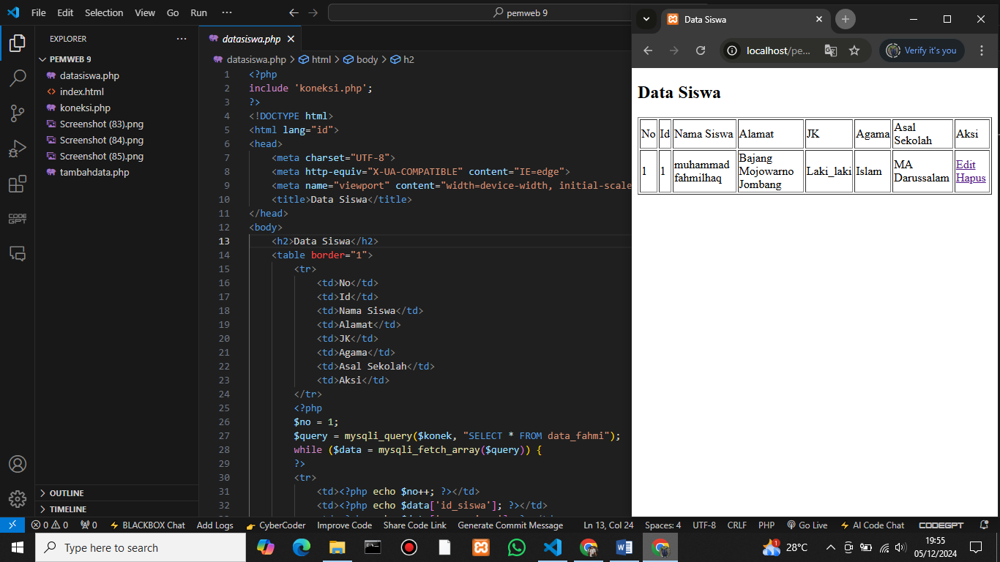 File Edit Selection View Go Run ··· pemweb 9
EXPLORER ···
PEMWEB 9
datasiswa.php
index.html
koneksi.php
Screenshot (83).png
Screenshot (84).png
Screenshot (85).png
tambahdata.php
OUTLINE
TIMELINE
CODE
GPT
datasiswa.php
datasiswa.php > html > body > h2
1 <?php
2 include 'koneksi.php';
3 ?>
4 <!DOCTYPE html>
5 <html lang="id">
6 <head>
7 <meta charset="UTF-8">
8 <meta http-equiv="X-UA-COMPATIBLE" content="IE=edge">
9 <meta name="viewport" content="width=device-width, initial-scale
10 <title>Data Siswa</title>
11 </head>
12 <body>
13 <h2>Data Siswa</h2>
14 <table border="1">
15 <tr>
16 <td>No</td>
17 <td>Id</td>
18 <td>Nama Siswa</td>
19 <td>Alamat</td>
20 <td>JK</td>
21 <td>Agama</td>
22 <td>Asal Sekolah</td>
23 <td>Aksi</td>
24 </tr>
25 <?php
26 $no = 1;
27 $query = mysqli_query($konek, "SELECT * FROM data_fahmi");
28 while ($data = mysqli_fetch_array($query)) {
29 ?>
30 <tr>
31 <td><?php echo $no++; ?></td>
32 <td><?php echo $data['id_siswa']; ?></td>
Data Siswa
localhost/pe... Verify it's you
Data Siswa
No Id Nama Siswa Alamat JK Agama Asal Sekolah Aksi
1 1 muhammad fahmilhaq Bajang Mojowarno Jombang Laki_laki Islam MA Darussalam Edit Hapus
0 0 0 BLACKBOX Chat Add Logs CyberCoder Improve Code Share Code Link Generate Commit Message Ln 13, Col 24 Spaces: 4 UTF-8 CRLF PHP Go Live AI Code Chat CODEGPT
Type here to search 1 28°C 19:55
05/12/2024